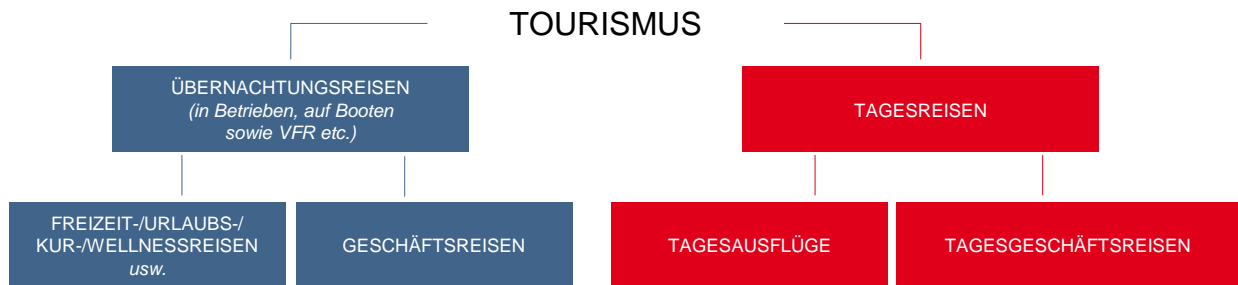 TOURISMUS
ÜBERNACHTUNGSREISEN
(in Betrieben, auf Booten
sowie VFR etc.)
TAGESREISEN
FREIZEIT-/URLAUBS-/
KUR-/WELLNESSREISEN
usw.
GESCHÄFTSREISEN
TAGESAUSFLÜGE
TAGESGESCHÄFTSREISEN